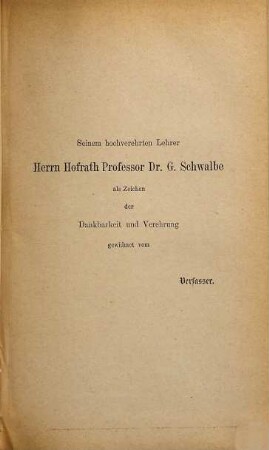 Seinem hochverehrten Lehrer
Herrn Hofrath Professor Dr. G. Schwalbe
als Zeichen
der
Dankbarkeit und Verehrung
gewidmet vom
Verfasser.